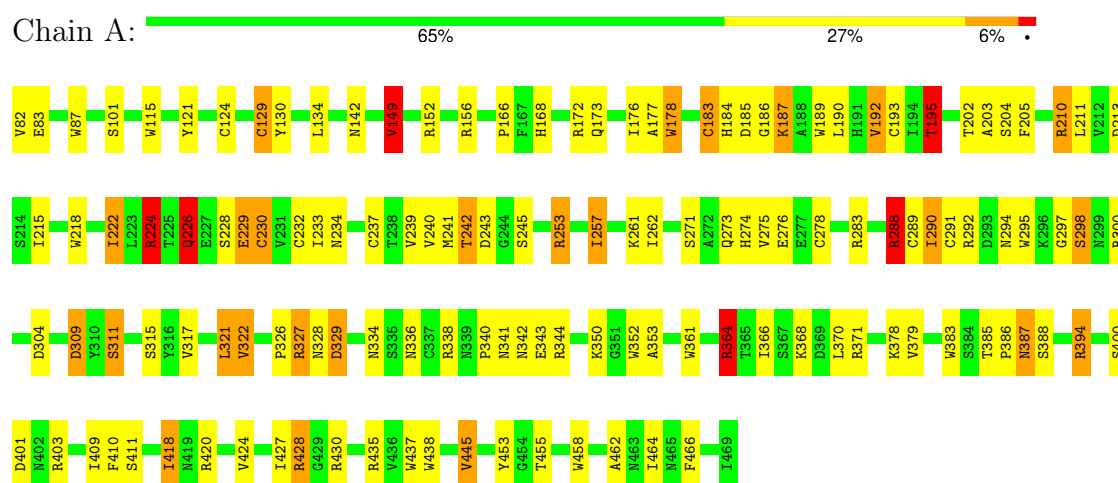 Chain A:
65% 27% 6% •
V82 E83 W87 S101 W115 Y121 C124 C129 Y130 L134 N142 V149 R152 R156 P166 F167 H168 R172 Q173 I176 A177 W178 C183 H184 D185 G186 K187 A188 W189 L190 H191 V192 C193 I194 T195 T202 A203 S204 F205 R210 L211 V212
S214 I215 W218 I222 L223 R224 T225 Q226 E227 S228 E229 C230 V231 C232 I233 N234 C237 T238 V239 V240 M241 T242 D243 G244 S245 R253 I257 K261 I262 S271 A272 Q273 H274 V275 E276 E277 C278 R283 R288 C289 I290 C291 R292 D293 N294 W295 K296 G297 S298 N299
D304 D309 Y310 S311 S315 Y316 V317 L321 V322 P326 R327 N328 D329 N334 S335 N336 C337 R338 N339 P340 N341 N342 E343 R344 K350 G351 W352 A353 W361 R364 T365 I366 S367 K368 D369 L370 R371 K378 V379 W383 S384 T385 P386 N387 S388 R394 S400
D401 N402 R403 I409 F410 S411 I418 N419 R420 V424 I427 R428 G429 R430 R435 V436 W437 W438 V445 Y453 G454 T455 W458 A462 N463 I464 N465 F466 I469